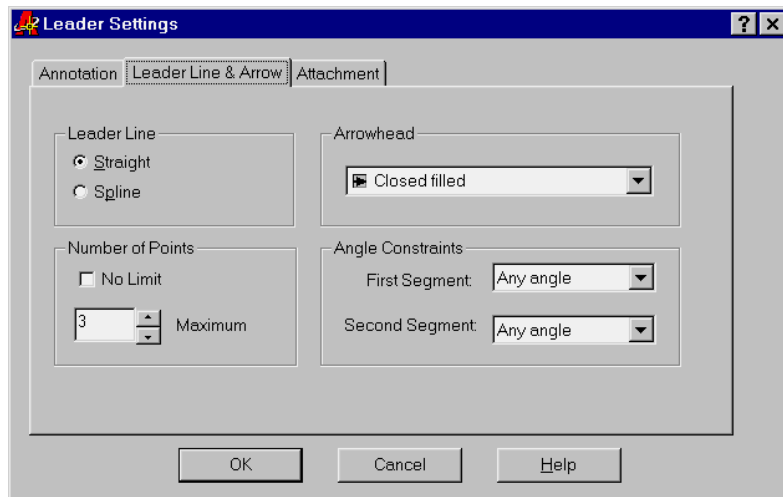 Leader Settings
Annotation
Leader Line & Arrow
Attachment
Leader Line
Straight
Spline
Arrowhead
Closed filled
Number of Points
No Limit
3
Maximum
Angle Constraints
First Segment: Any angle
Second Segment: Any angle
OK
Cancel
Help